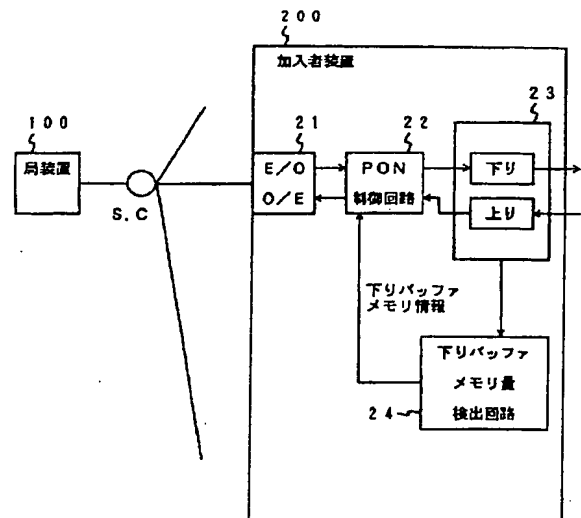 200
加入者装置
100
局装置
S.C
21
E/O
O/E
22
PON
制御回路
23
下り
上り
下りバッファ
メモリ情報
下りバッファ
メモリ量
検出回路
24